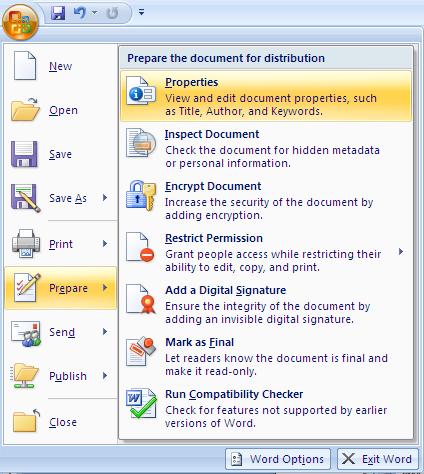 New
Open
Save
Save As
Print
Prepare
Send
Publish
Close
Prepare the document for distribution
Properties
View and edit document properties, such
as Title, Author, and Keywords.
Inspect Document
Check the document for hidden metadata
or personal information.
Encrypt Document
Increase the security of the document by
adding encryption.
Restrict Permission
Grant people access while restricting their
ability to edit, copy, and print.
Add a Digital Signature
Ensure the integrity of the document by
adding an invisible digital signature.
Mark as Final
Let readers know the document is final and
make it read-only.
Run Compatibility Checker
Check for features not supported by earlier
versions of Word.
Word Options
Exit Word